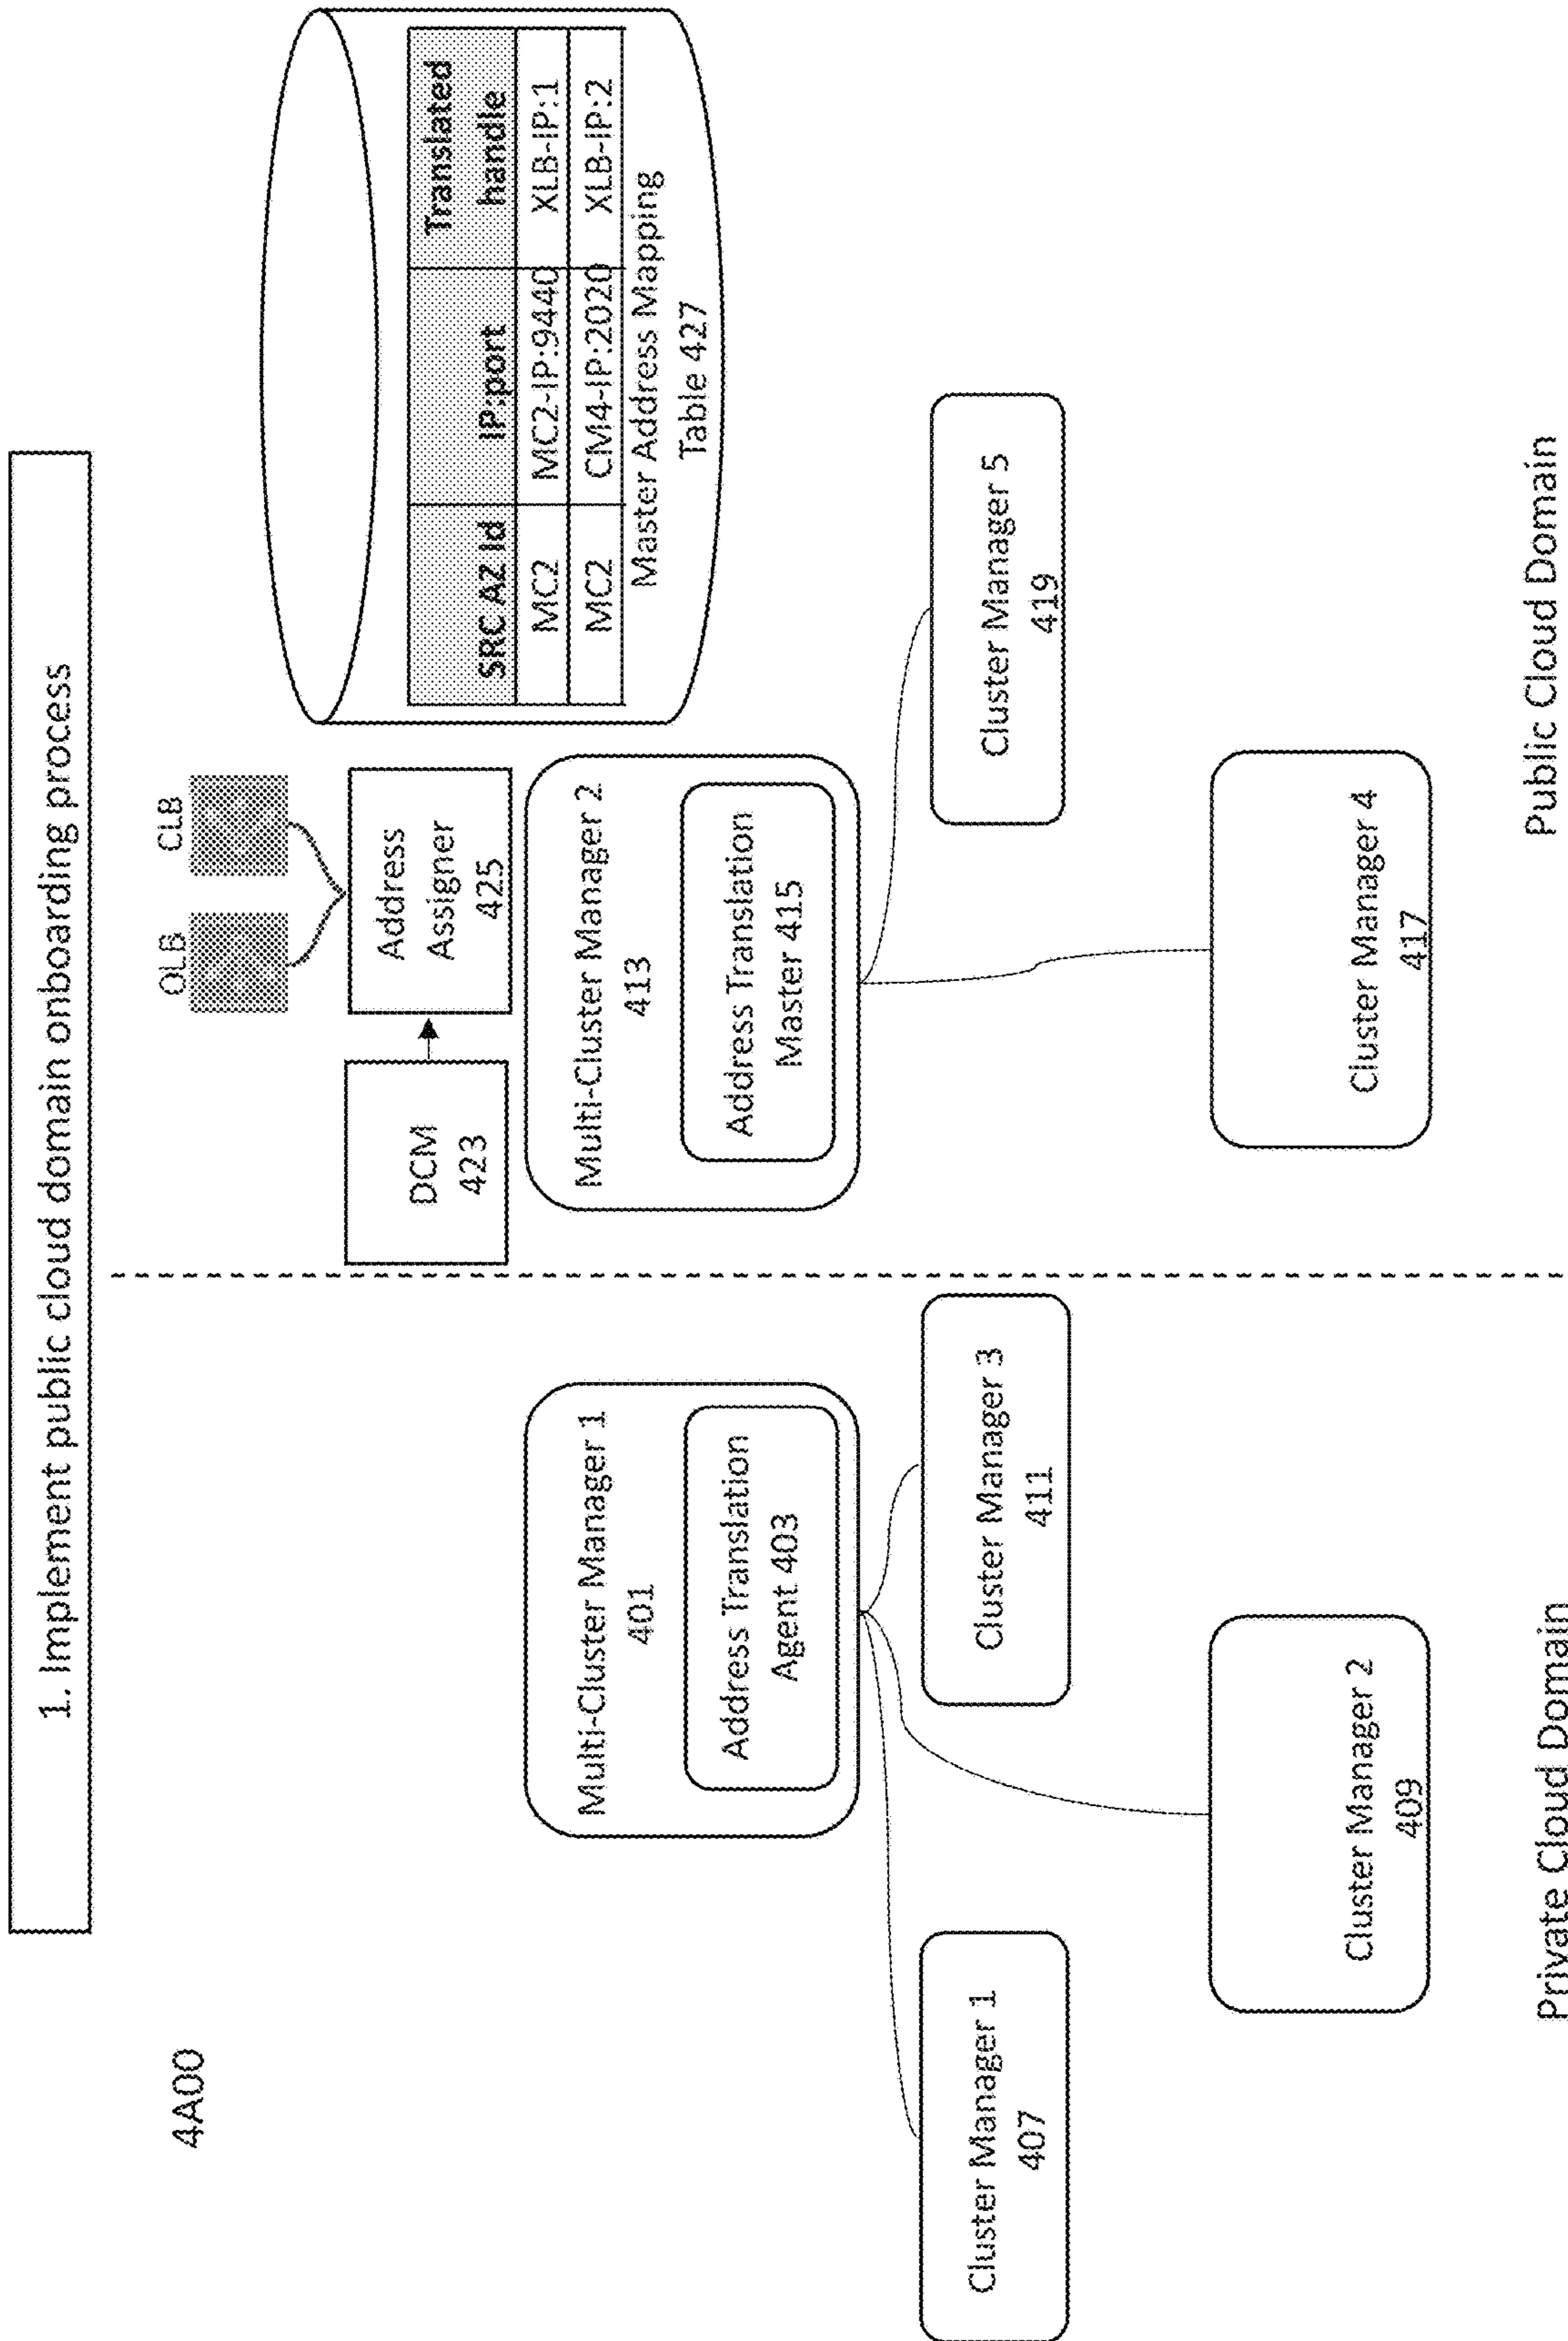 1. Implement public cloud domain onboarding process
4A00
OLB
CLB
DCM
423
Address
Assigner
425
SRC AZ Id
IP:port
Translated
handle
MC2
MC2-IP:9440
XLB-IP:1
MC2
CM4-IP:2020
XLB-IP:2
Master Address Mapping
Table 427
Multi-Cluster Manager 1
401
Address Translation
Agent 403
Multi-Cluster Manager 2
413
Address Translation
Master 415
Cluster Manager 1
407
Cluster Manager 3
411
Cluster Manager 5
419
Cluster Manager 2
409
Cluster Manager 4
417
Private Cloud Domain
Public Cloud Domain